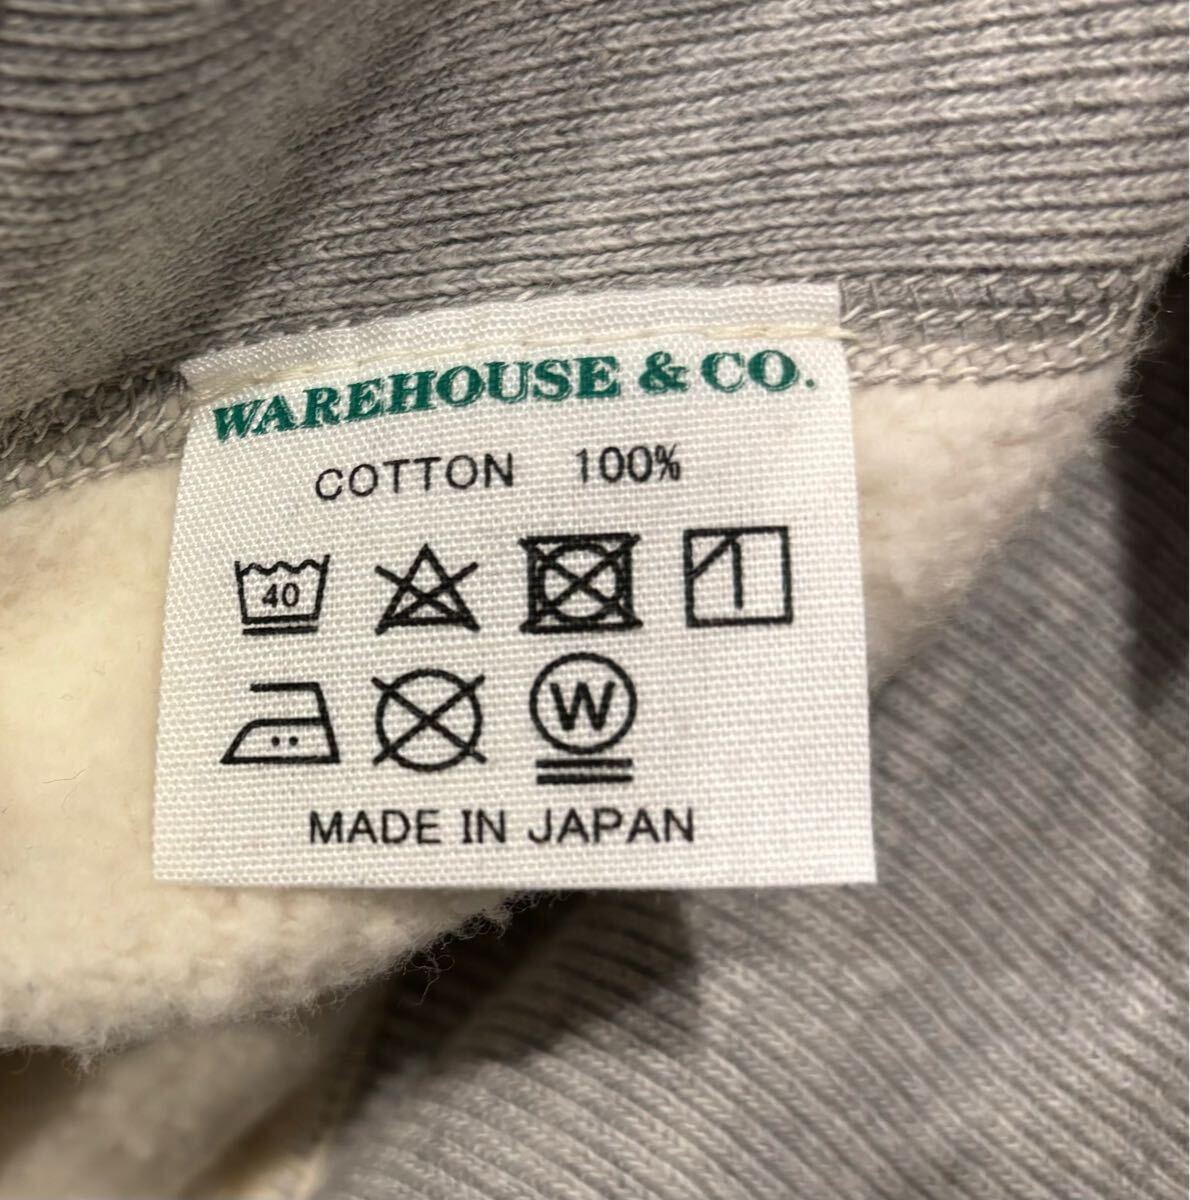 WAREHOUSE & CO.
COTTON 100%
40
W
MADE IN JAPAN